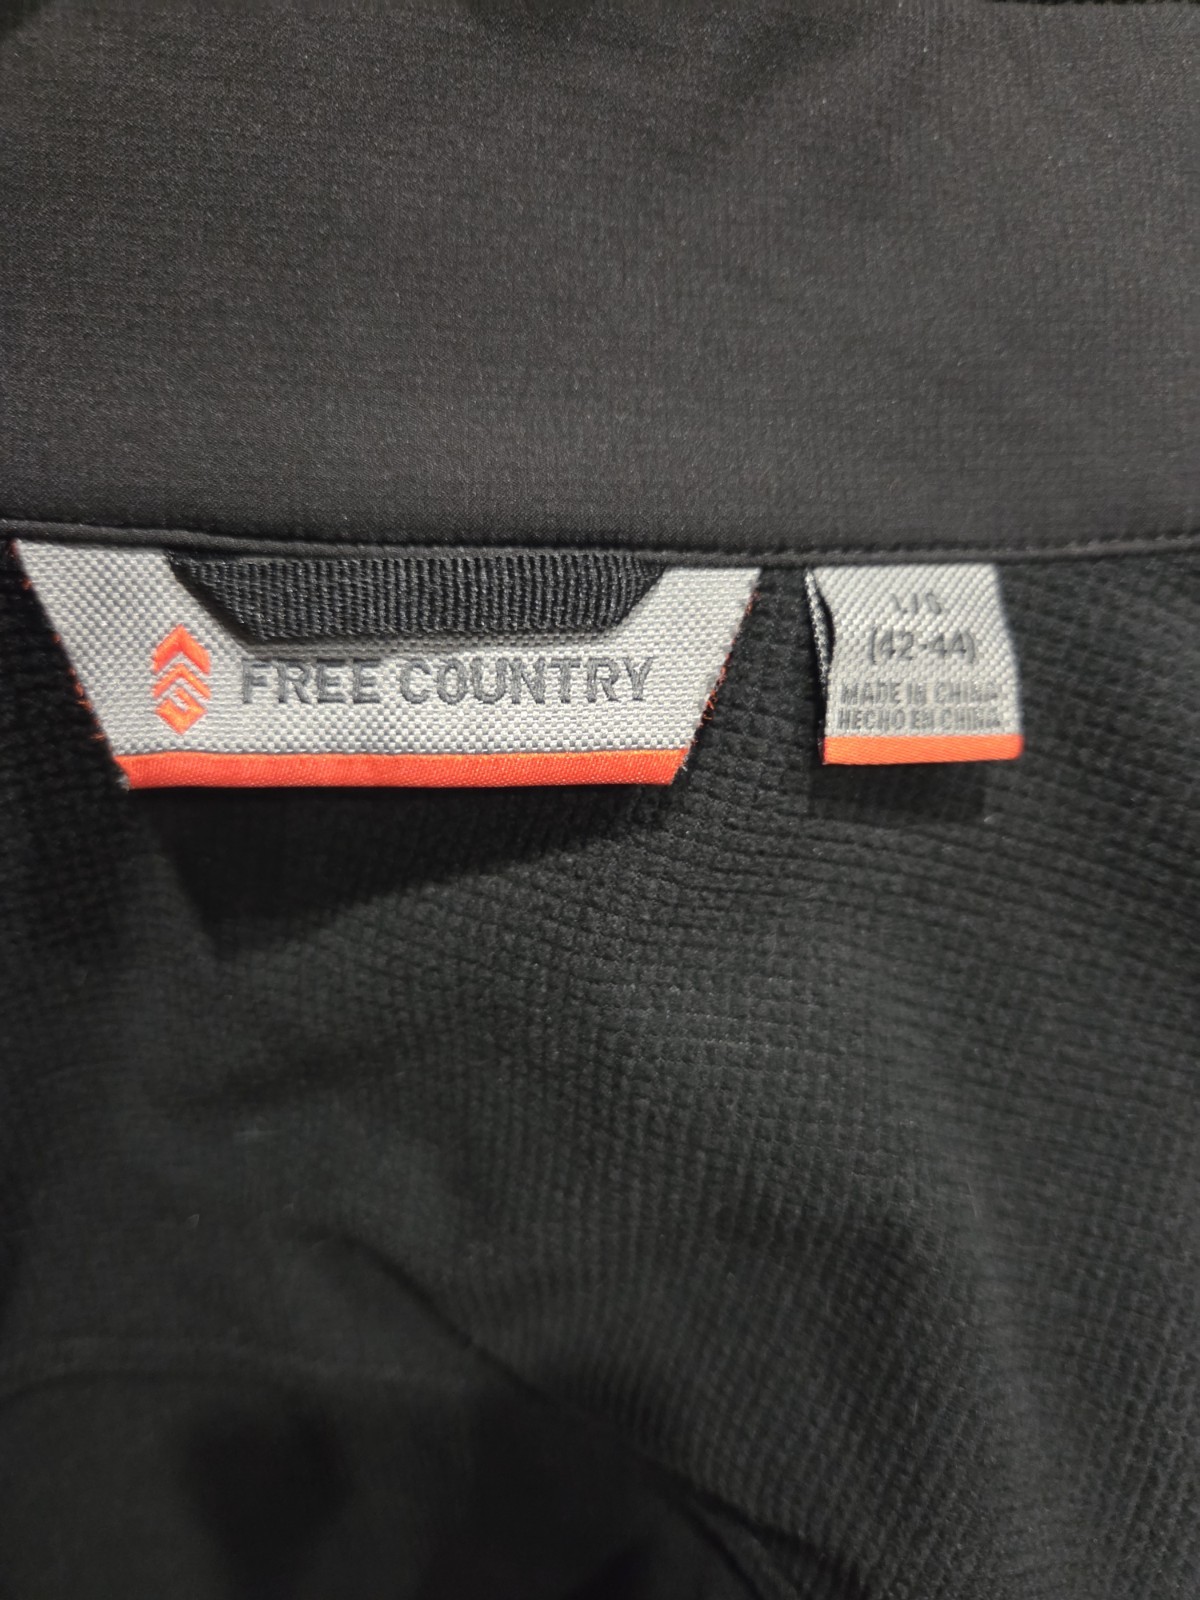 FREE COUNTRY
L/G
(42-44)
MADE IN CHINA
HECHO EN CHINA